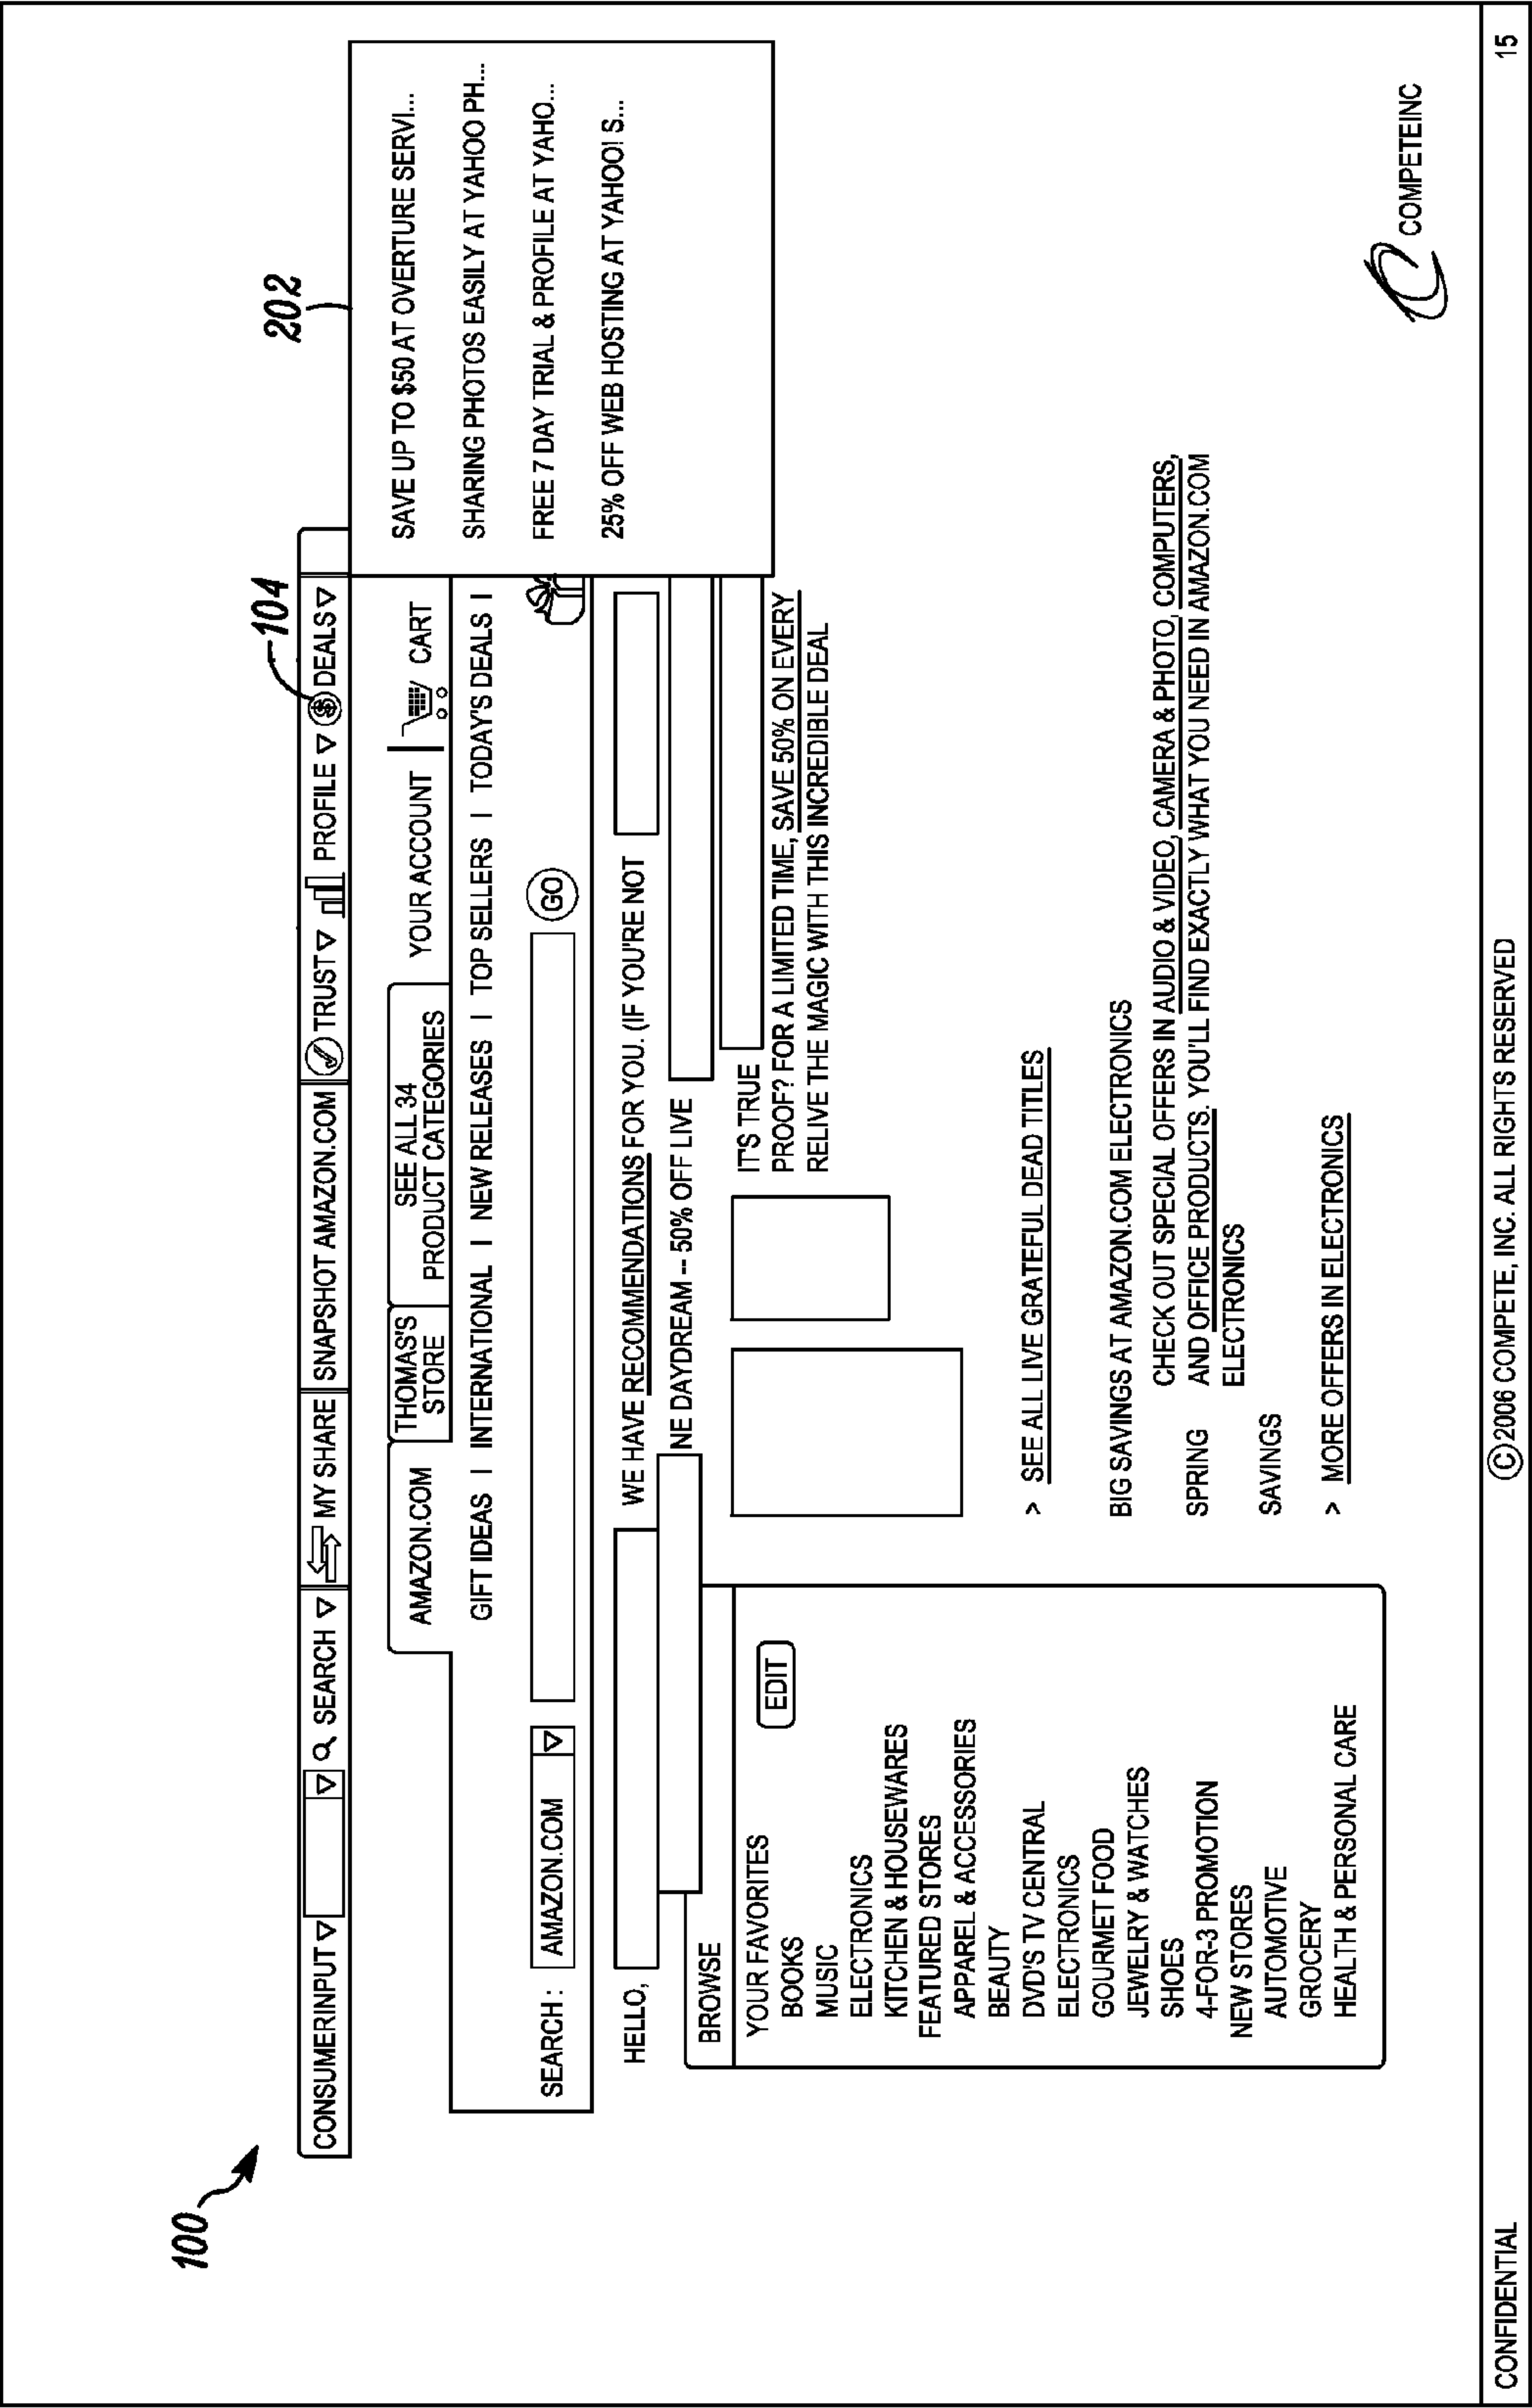 100
202
104
CONSUMERINPUT SEARCH MY SHARE SNAPSHOT AMAZON.COM TRUST PROFILE $ DEALS
SAVE UP TO $50 AT OVERTURE SERVI...
SHARING PHOTOS EASILY AT YAHOO PH...
FREE 7 DAY TRIAL & PROFILE AT YAHO...
25% OFF WEB HOSTING AT YAHOO! S...
AMAZON.COM
THOMAS'S
STORE
SEE ALL 34
PRODUCT CATEGORIES
YOUR ACCOUNT
CART
GIFT IDEAS | INTERNATIONAL | NEW RELEASES | TOP SELLERS | TODAY'S DEALS |
SEARCH : AMAZON.COM GO
HELLO, WE HAVE RECOMMENDATIONS FOR YOU. (IF YOU'RE NOT
NE DAYDREAM -- 50% OFF LIVE
BROWSE
YOUR FAVORITES EDIT
BOOKS
MUSIC
ELECTRONICS
KITCHEN & HOUSEWARES
FEATURED STORES
APPAREL & ACCESSORIES
BEAUTY
DVD'S TV CENTRAL
ELECTRONICS
GOURMET FOOD
JEWELRY & WATCHES
SHOES
4-FOR-3 PROMOTION
NEW STORES
AUTOMOTIVE
GROCERY
HEALTH & PERSONAL CARE
IT'S TRUE
PROOF? FOR A LIMITED TIME, SAVE 50% ON EVERY
RELIVE THE MAGIC WITH THIS INCREDIBLE DEAL
> SEE ALL LIVE GRATEFUL DEAD TITLES
BIG SAVINGS AT AMAZON.COM ELECTRONICS
CHECK OUT SPECIAL OFFERS IN AUDIO & VIDEO, CAMERA & PHOTO, COMPUTERS,
SPRING AND OFFICE PRODUCTS. YOU'LL FIND EXACTLY WHAT YOU NEED IN AMAZON.COM
ELECTRONICS
SAVINGS
> MORE OFFERS IN ELECTRONICS
COMPETEINC
CONFIDENTIAL ©2006 COMPETE, INC. ALL RIGHTS RESERVED 15